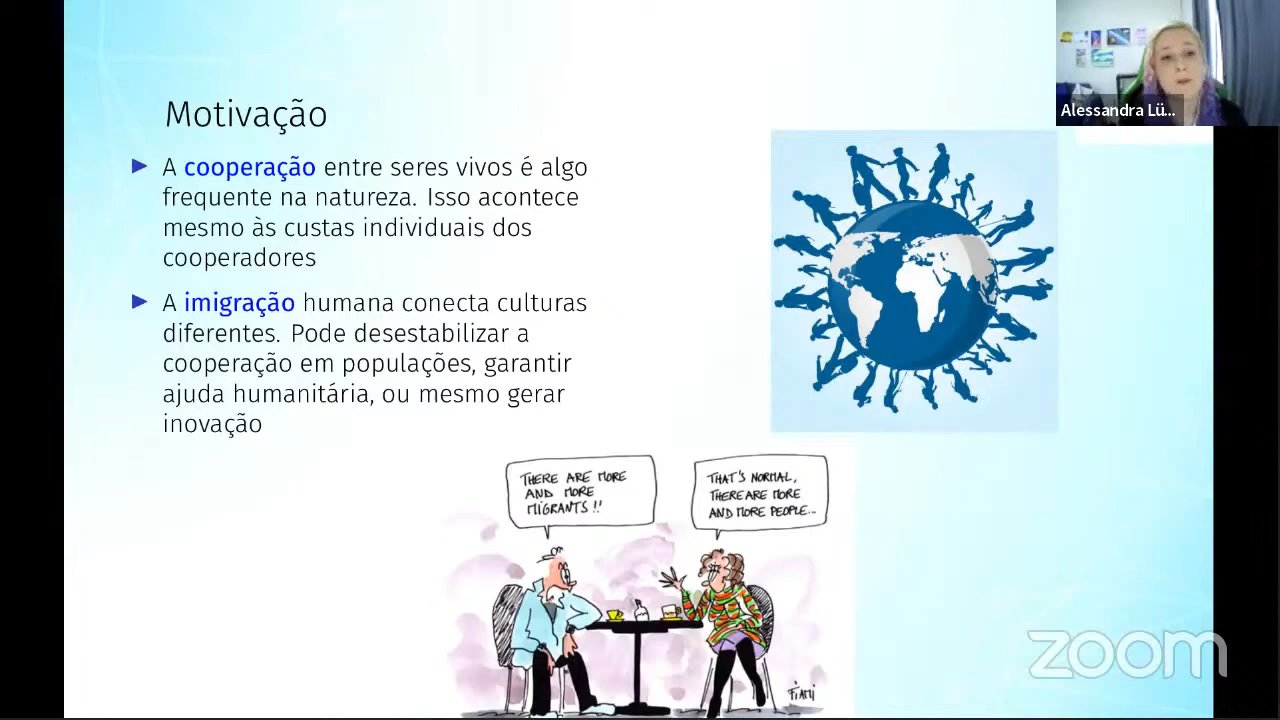 Motivação
A cooperação entre seres vivos é algo
frequente na natureza. Isso acontece
mesmo às custas individuais dos
cooperadores
A imigração humana conecta culturas
diferentes. Pode desestabilizar a
cooperação em populações, garantir
ajuda humanitária, ou mesmo gerar
inovação
Alessandra Lü...
THERE ARE MORE
AND MORE
MIGRANTS!!
THAT'S NORMAL,
THERE ARE MORE
AND MORE PEOPLE...
FIAMI
zoom